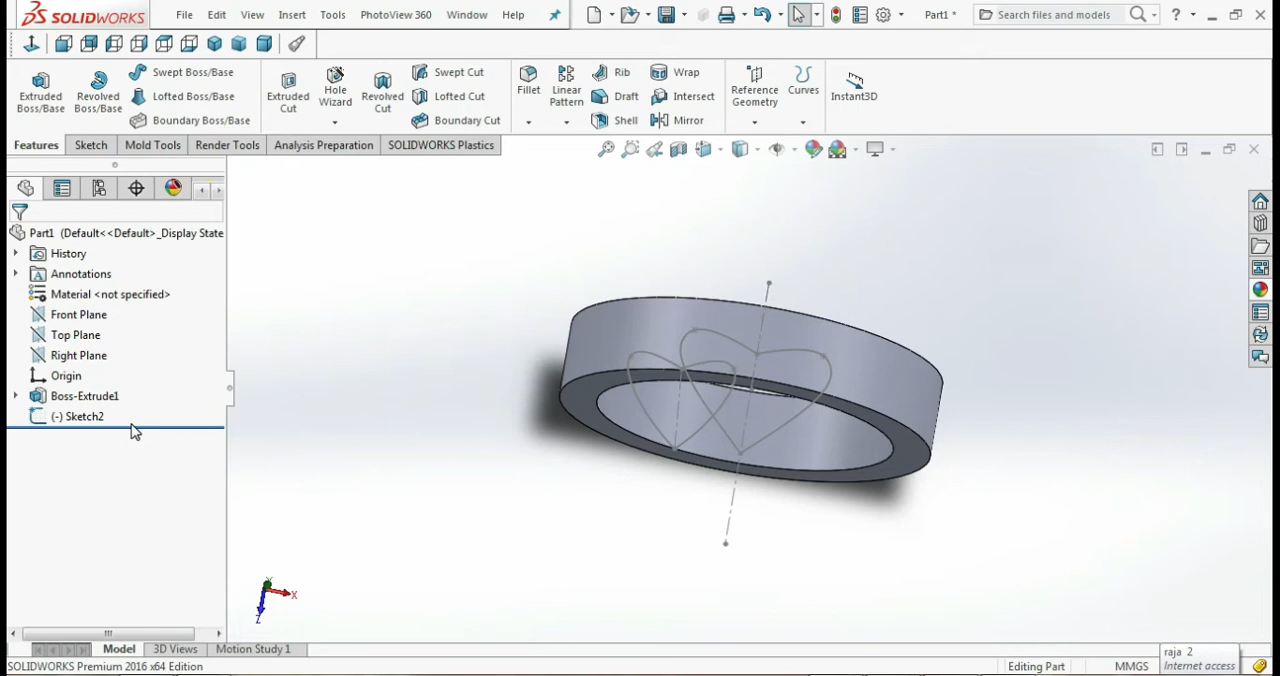 SOLIDWORKS File Edit View Insert Tools PhotoView 360 Window Help Part1 * Search files and models ?
Extruded Boss/Base
Revolved Boss/Base
Swept Boss/Base
Lofted Boss/Base
Boundary Boss/Base
Extruded Cut
Hole Wizard
Revolved Cut
Swept Cut
Lofted Cut
Boundary Cut
Fillet
Linear Pattern
Rib
Draft
Shell
Wrap
Intersect
Mirror
Reference Geometry
Curves
Instant3D
Features Sketch Mold Tools Render Tools Analysis Preparation SOLIDWORKS Plastics
Part1 (Default<<Default>_Display State
History
Annotations
Material <not specified>
Front Plane
Top Plane
Right Plane
Origin
Boss-Extrude1
(-) Sketch2
Y
X
Z
Model 3D Views Motion Study 1
SOLIDWORKS Premium 2016 x64 Edition Editing Part MMGS
raja 2
Internet access